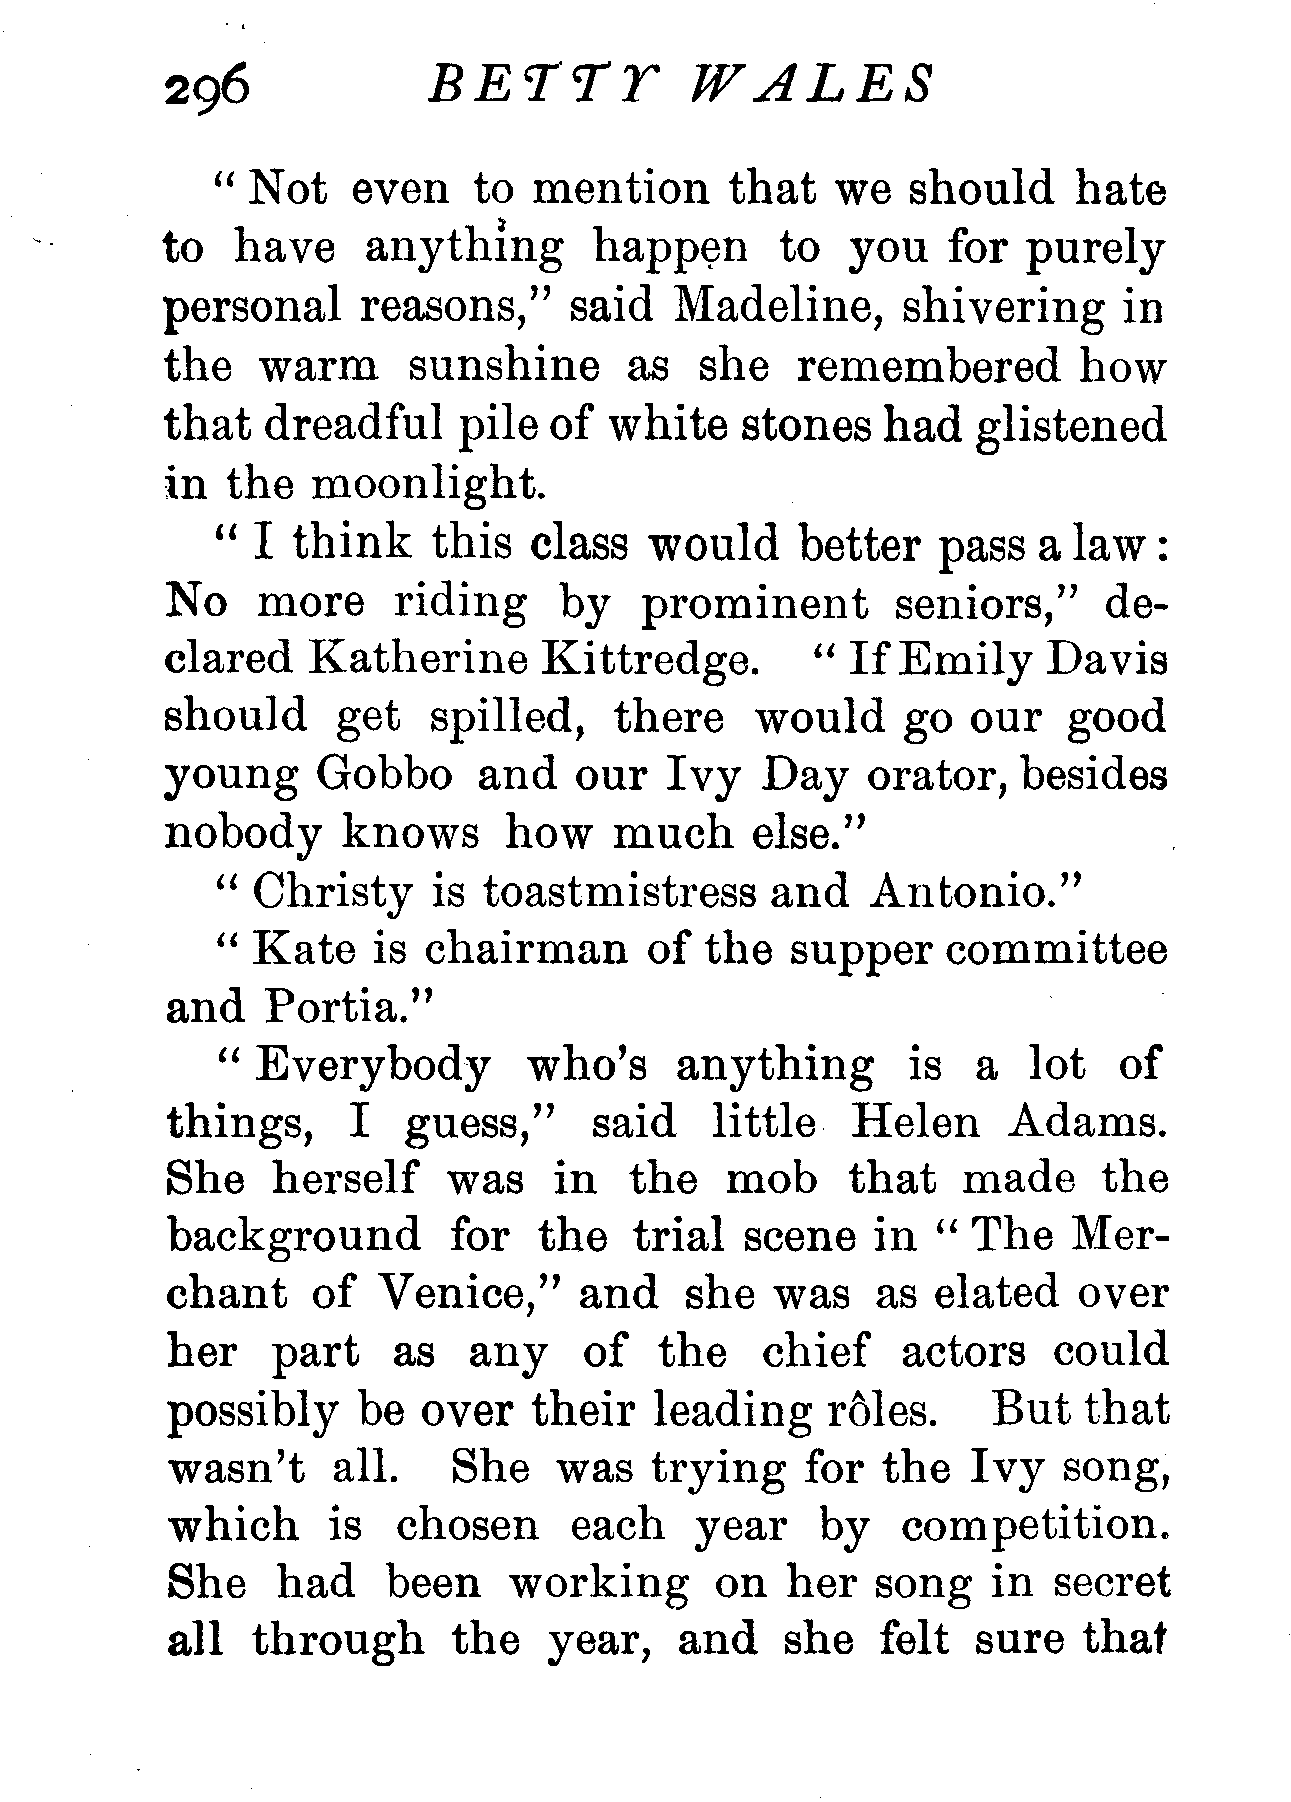 296 BETTY WALES
“ Not even to mention that we should hate
to have anything happen to you for purely
personal reasons,” said Madeline, shivering in
the warm sunshine as she remembered how
that dreadful pile of white stones had glistened
in the moonlight.
“ I think this class would better pass a law :
No more riding by prominent seniors,” de-
clared Katherine Kittredge. “ If Emily Davis
should get spilled, there would go our good
young Gobbo and our Ivy Day orator, besides
nobody knows how much else.”
“ Christy is toastmistress and Antonio.”
“ Kate is chairman of the supper committee
and Portia.”
“ Everybody who’s anything is a lot of
things, I guess,” said little Helen Adams.
She herself was in the mob that made the
background for the trial scene in “ The Mer-
chant of Venice,” and she was as elated over
her part as any of the chief actors could
possibly be over their leading rôles. But that
wasn’t all. She was trying for the Ivy song,
which is chosen each year by competition.
She had been working on her song in secret
all through the year, and she felt sure that